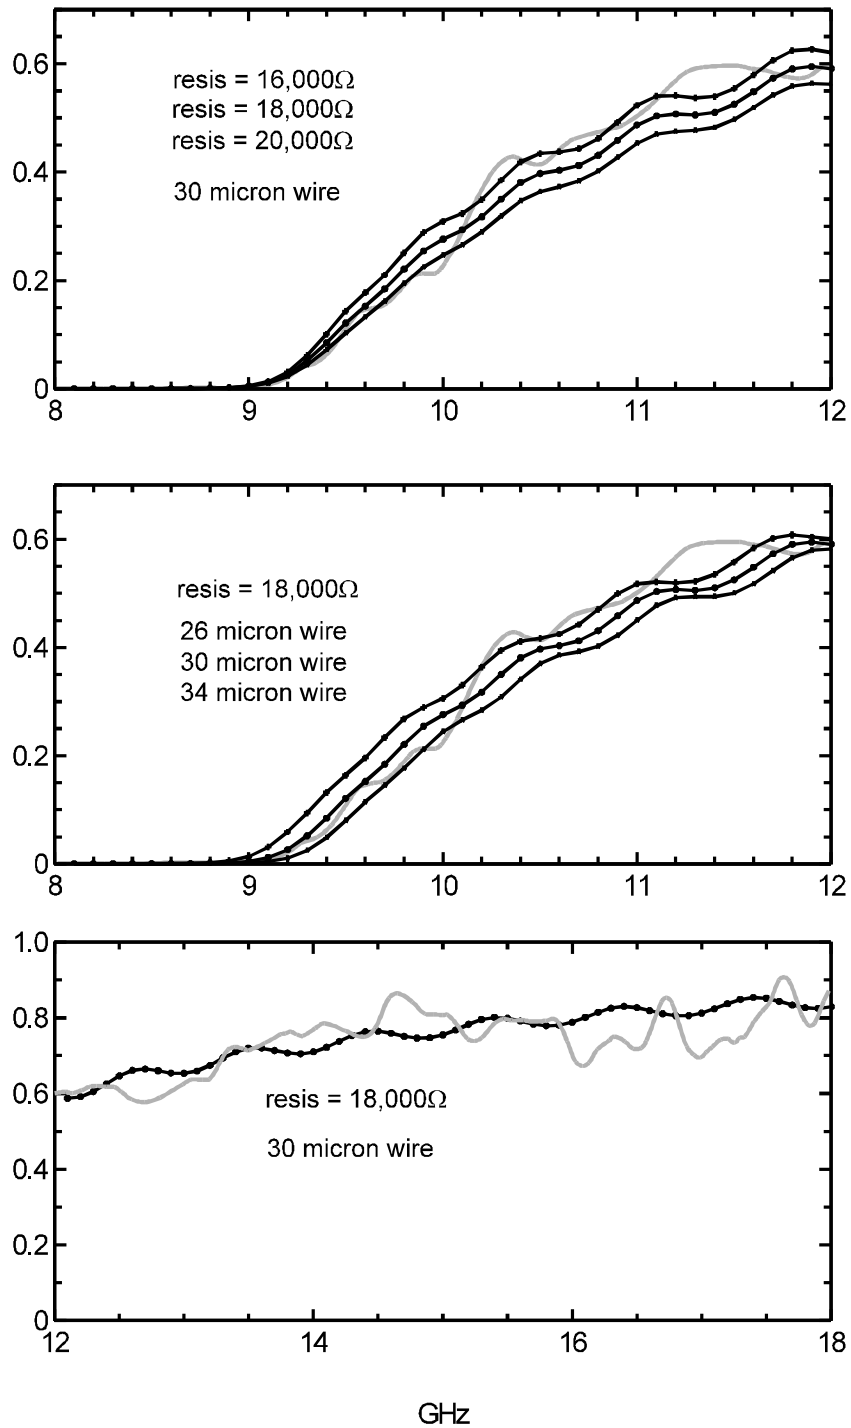 0.6
resis = 16,000Ω
resis = 18,000Ω
resis = 20,000Ω
0.4
30 micron wire
0.2
0
8 9 10 11 12
0.6
resis = 18,000Ω
26 micron wire
0.4
30 micron wire
34 micron wire
0.2
0
8 9 10 11 12
1.0
0.8
0.6
resis = 18,000Ω
30 micron wire
0.4
0.2
0
12 14 16 18
GHz